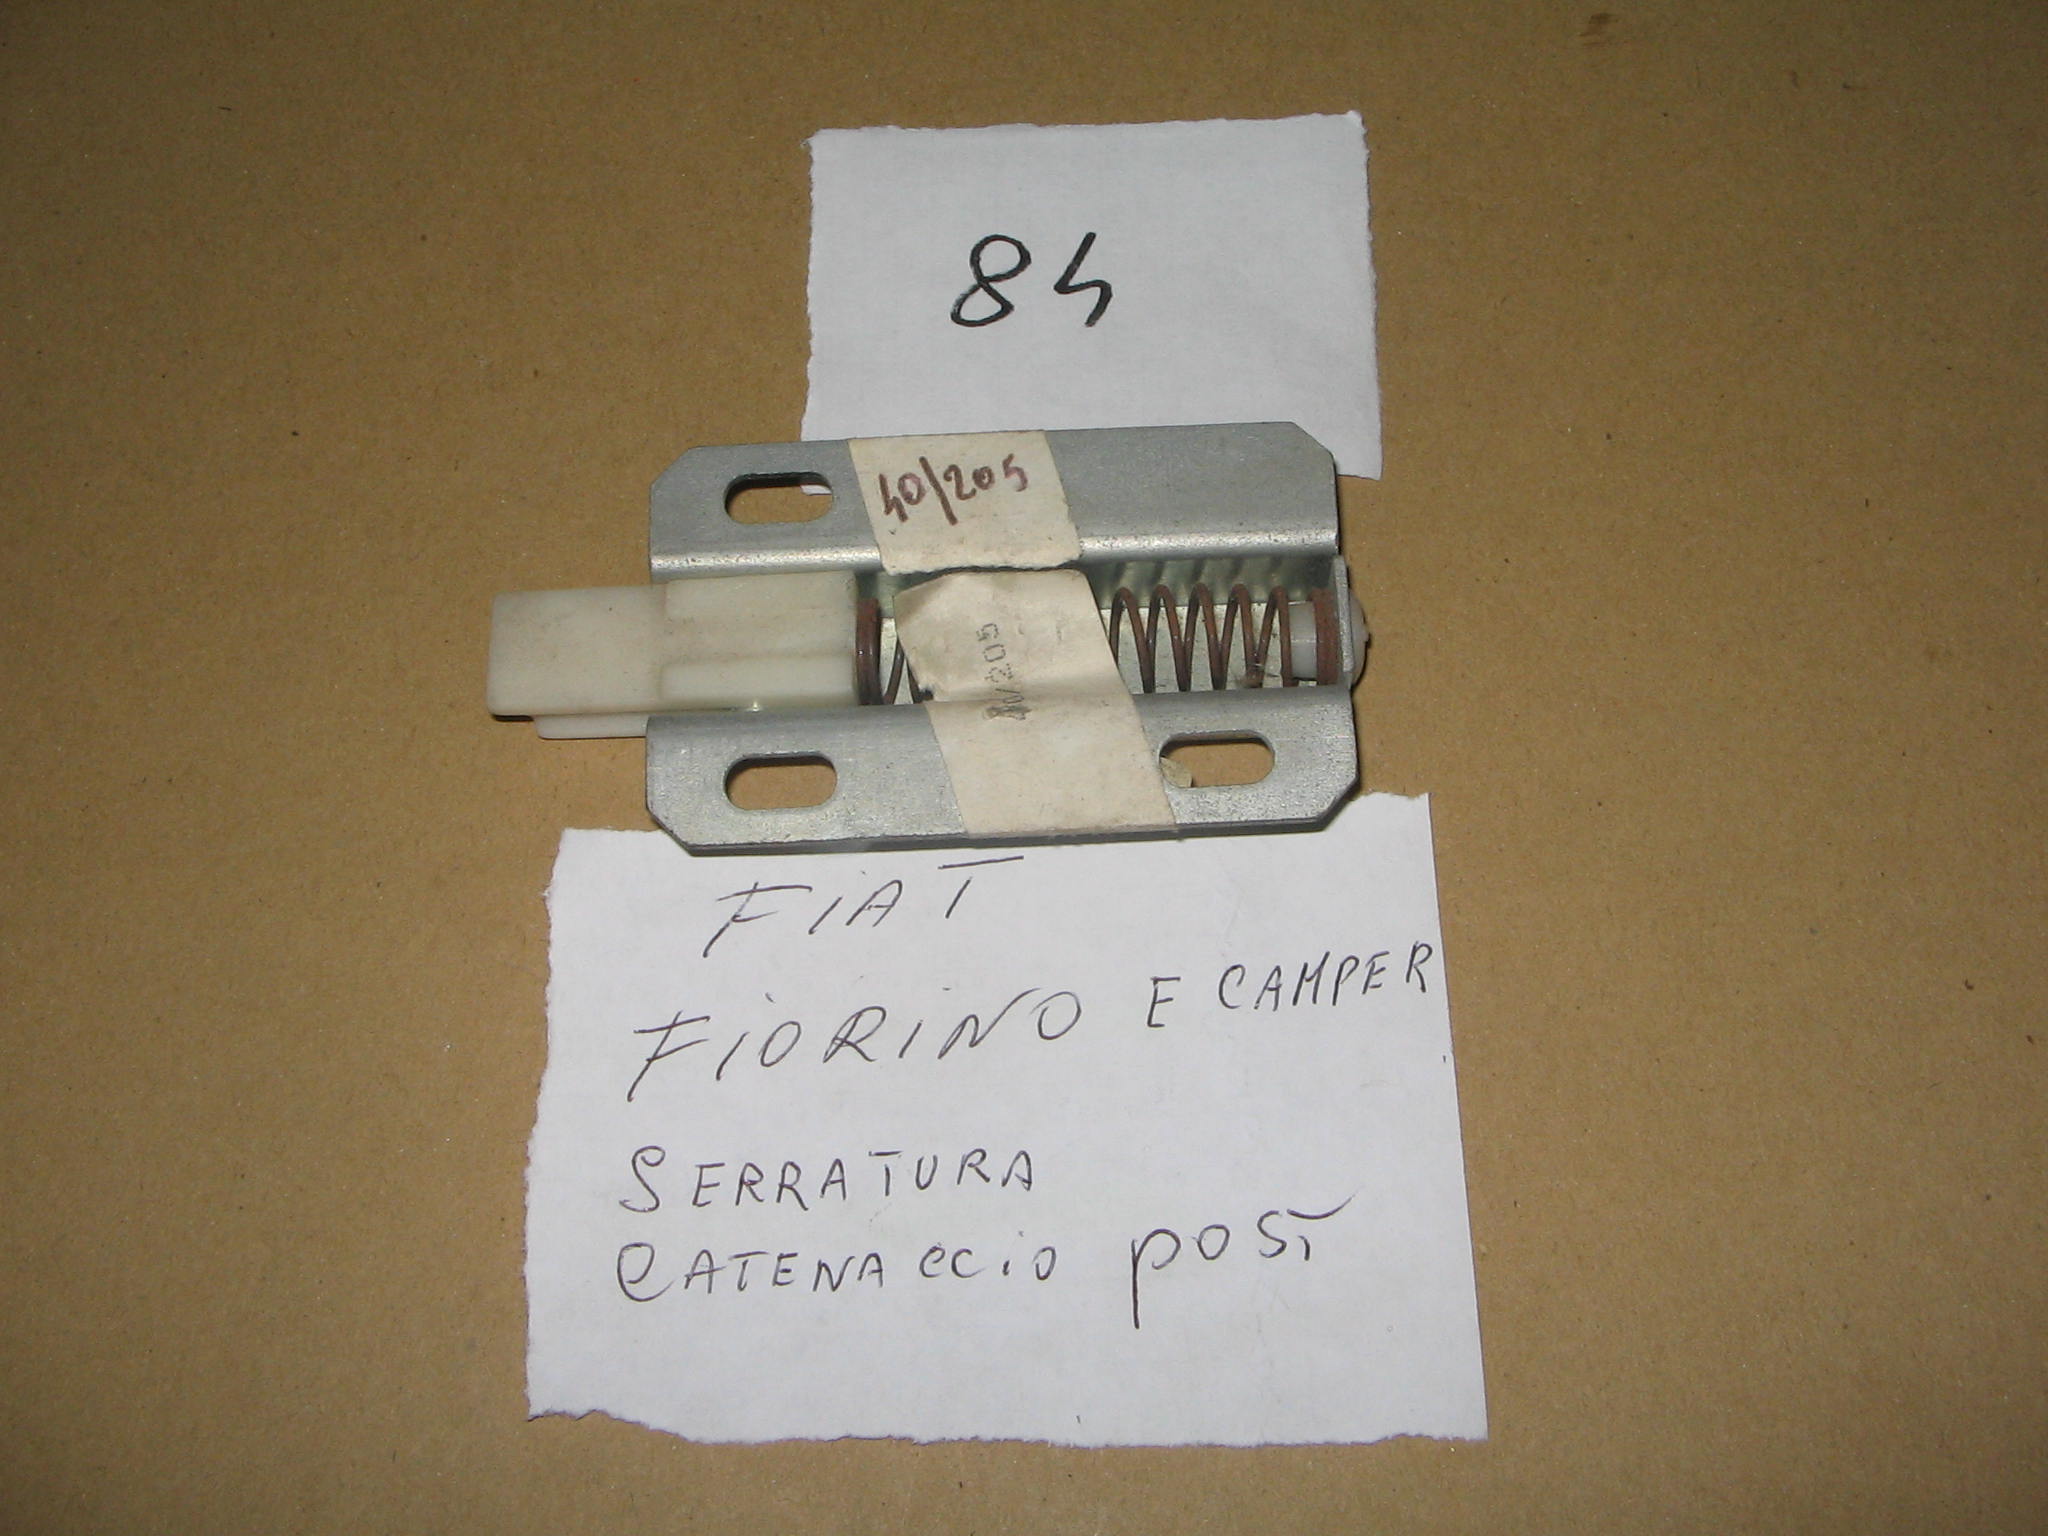 84
40/205
40/205
FIAT
FIORINO E CAMPER
SERRATURA
CATENACCIO POST